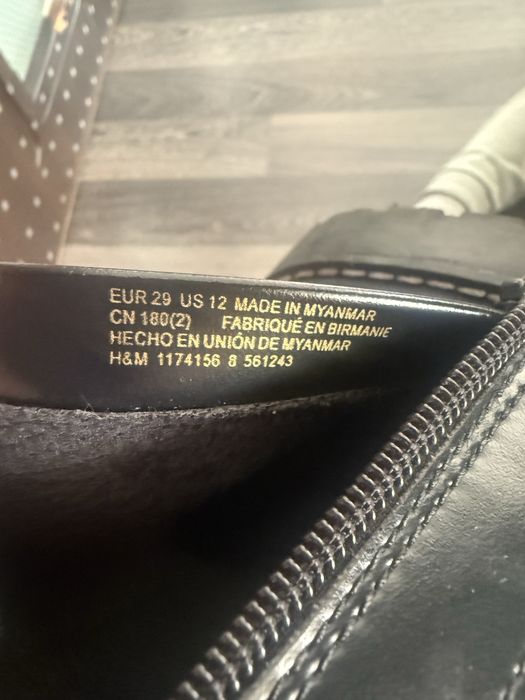 EUR 29 US 12 MADE IN MYANMAR
CN 180(2) FABRIQUÉ EN BIRMANIE
HECHO EN UNIÓN DE MYANMAR
H&M 1174156 8 561243